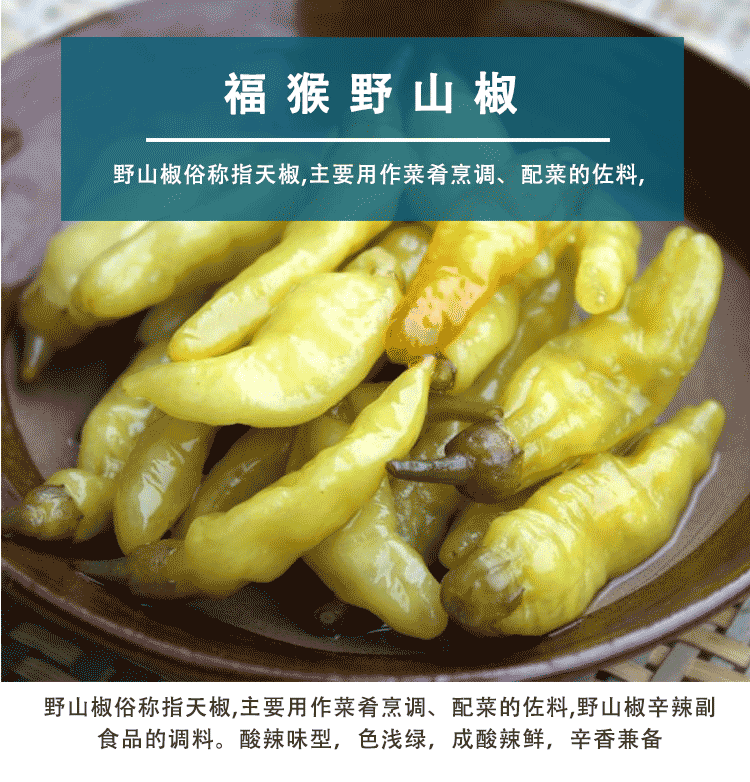 福猴野山椒
野山椒俗称指天椒,主要用作菜肴烹调、配菜的佐料,
野山椒俗称指天椒,主要用作菜肴烹调、配菜的佐料,野山椒辛辣副
食品的调料。酸辣味型，色浅绿，成酸辣鲜，辛香兼备